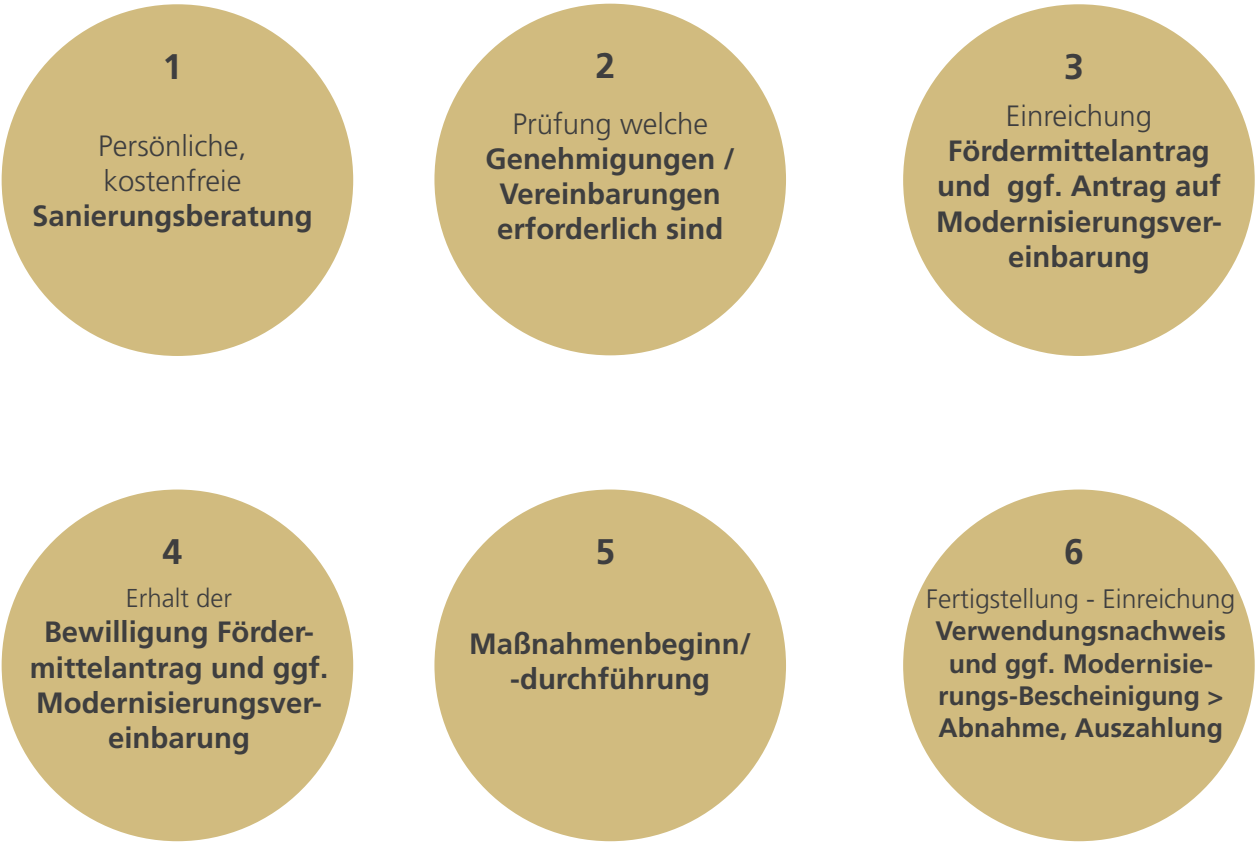 1
Persönliche,
kostenfreie
Sanierungsberatung
2
Prüfung welche
Genehmigungen /
Vereinbarungen
erforderlich sind
3
Einreichung
Fördermittelantrag
und  ggf. Antrag auf
Modernisierungsver-
einbarung
4
Erhalt der
Bewilligung Förder-
mittelantrag und ggf.
Modernisierungsver-
einbarung
5
Maßnahmenbeginn/
-durchführung
6
Fertigstellung - Einreichung
Verwendungsnachweis
und ggf. Modernisie-
rungs-Bescheinigung >
Abnahme, Auszahlung